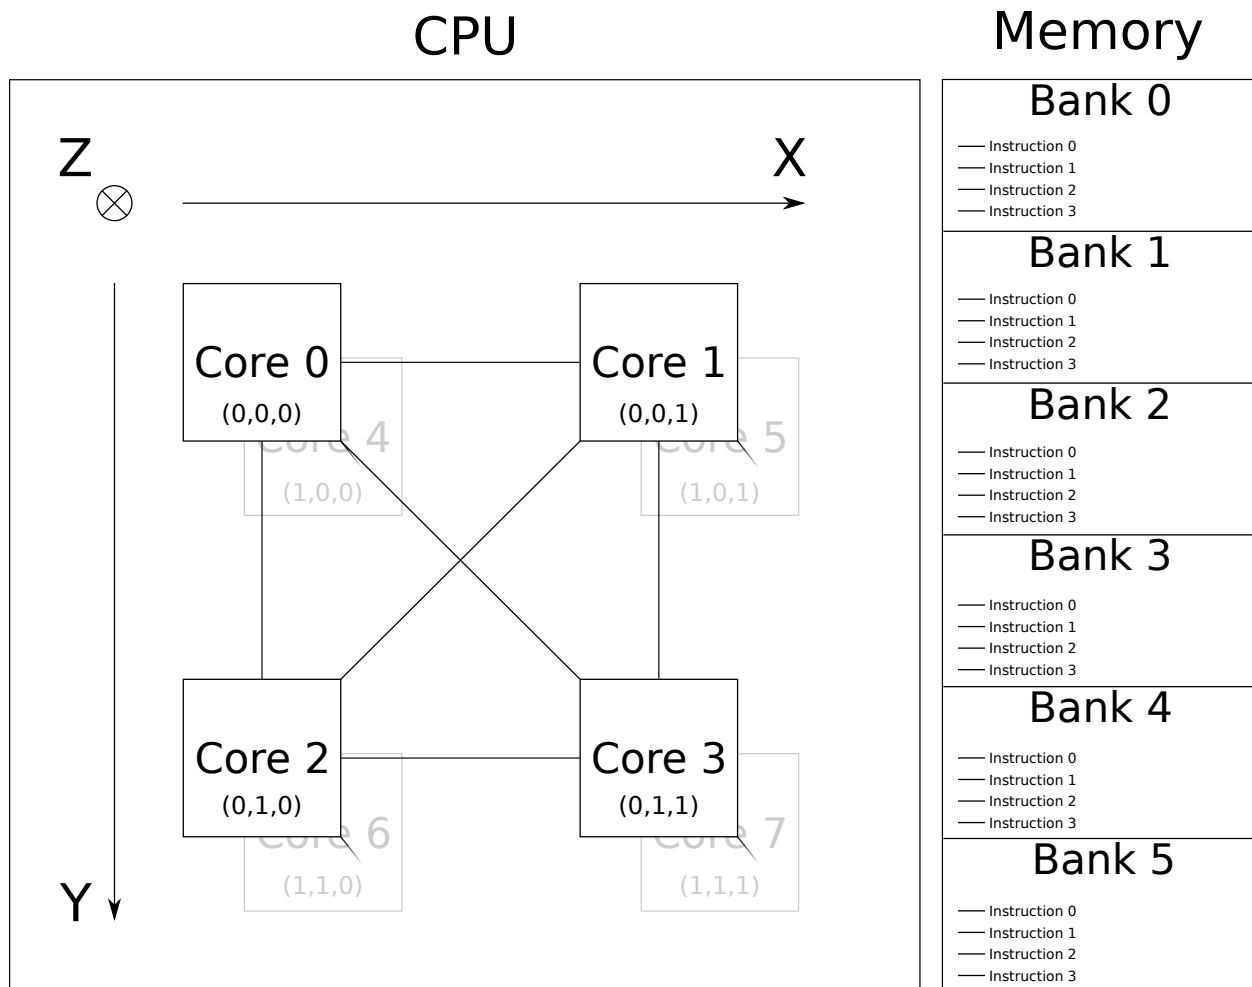 CPU
Memory
Z
X
Y
Core 0
(0,0,0)
Core 1
(0,0,1)
Core 4
(1,0,0)
Core 5
(1,0,1)
Core 2
(0,1,0)
Core 3
(0,1,1)
Core 6
(1,1,0)
Core 7
(1,1,1)
Bank 0
Instruction 0
Instruction 1
Instruction 2
Instruction 3
Bank 1
Instruction 0
Instruction 1
Instruction 2
Instruction 3
Bank 2
Instruction 0
Instruction 1
Instruction 2
Instruction 3
Bank 3
Instruction 0
Instruction 1
Instruction 2
Instruction 3
Bank 4
Instruction 0
Instruction 1
Instruction 2
Instruction 3
Bank 5
Instruction 0
Instruction 1
Instruction 2
Instruction 3